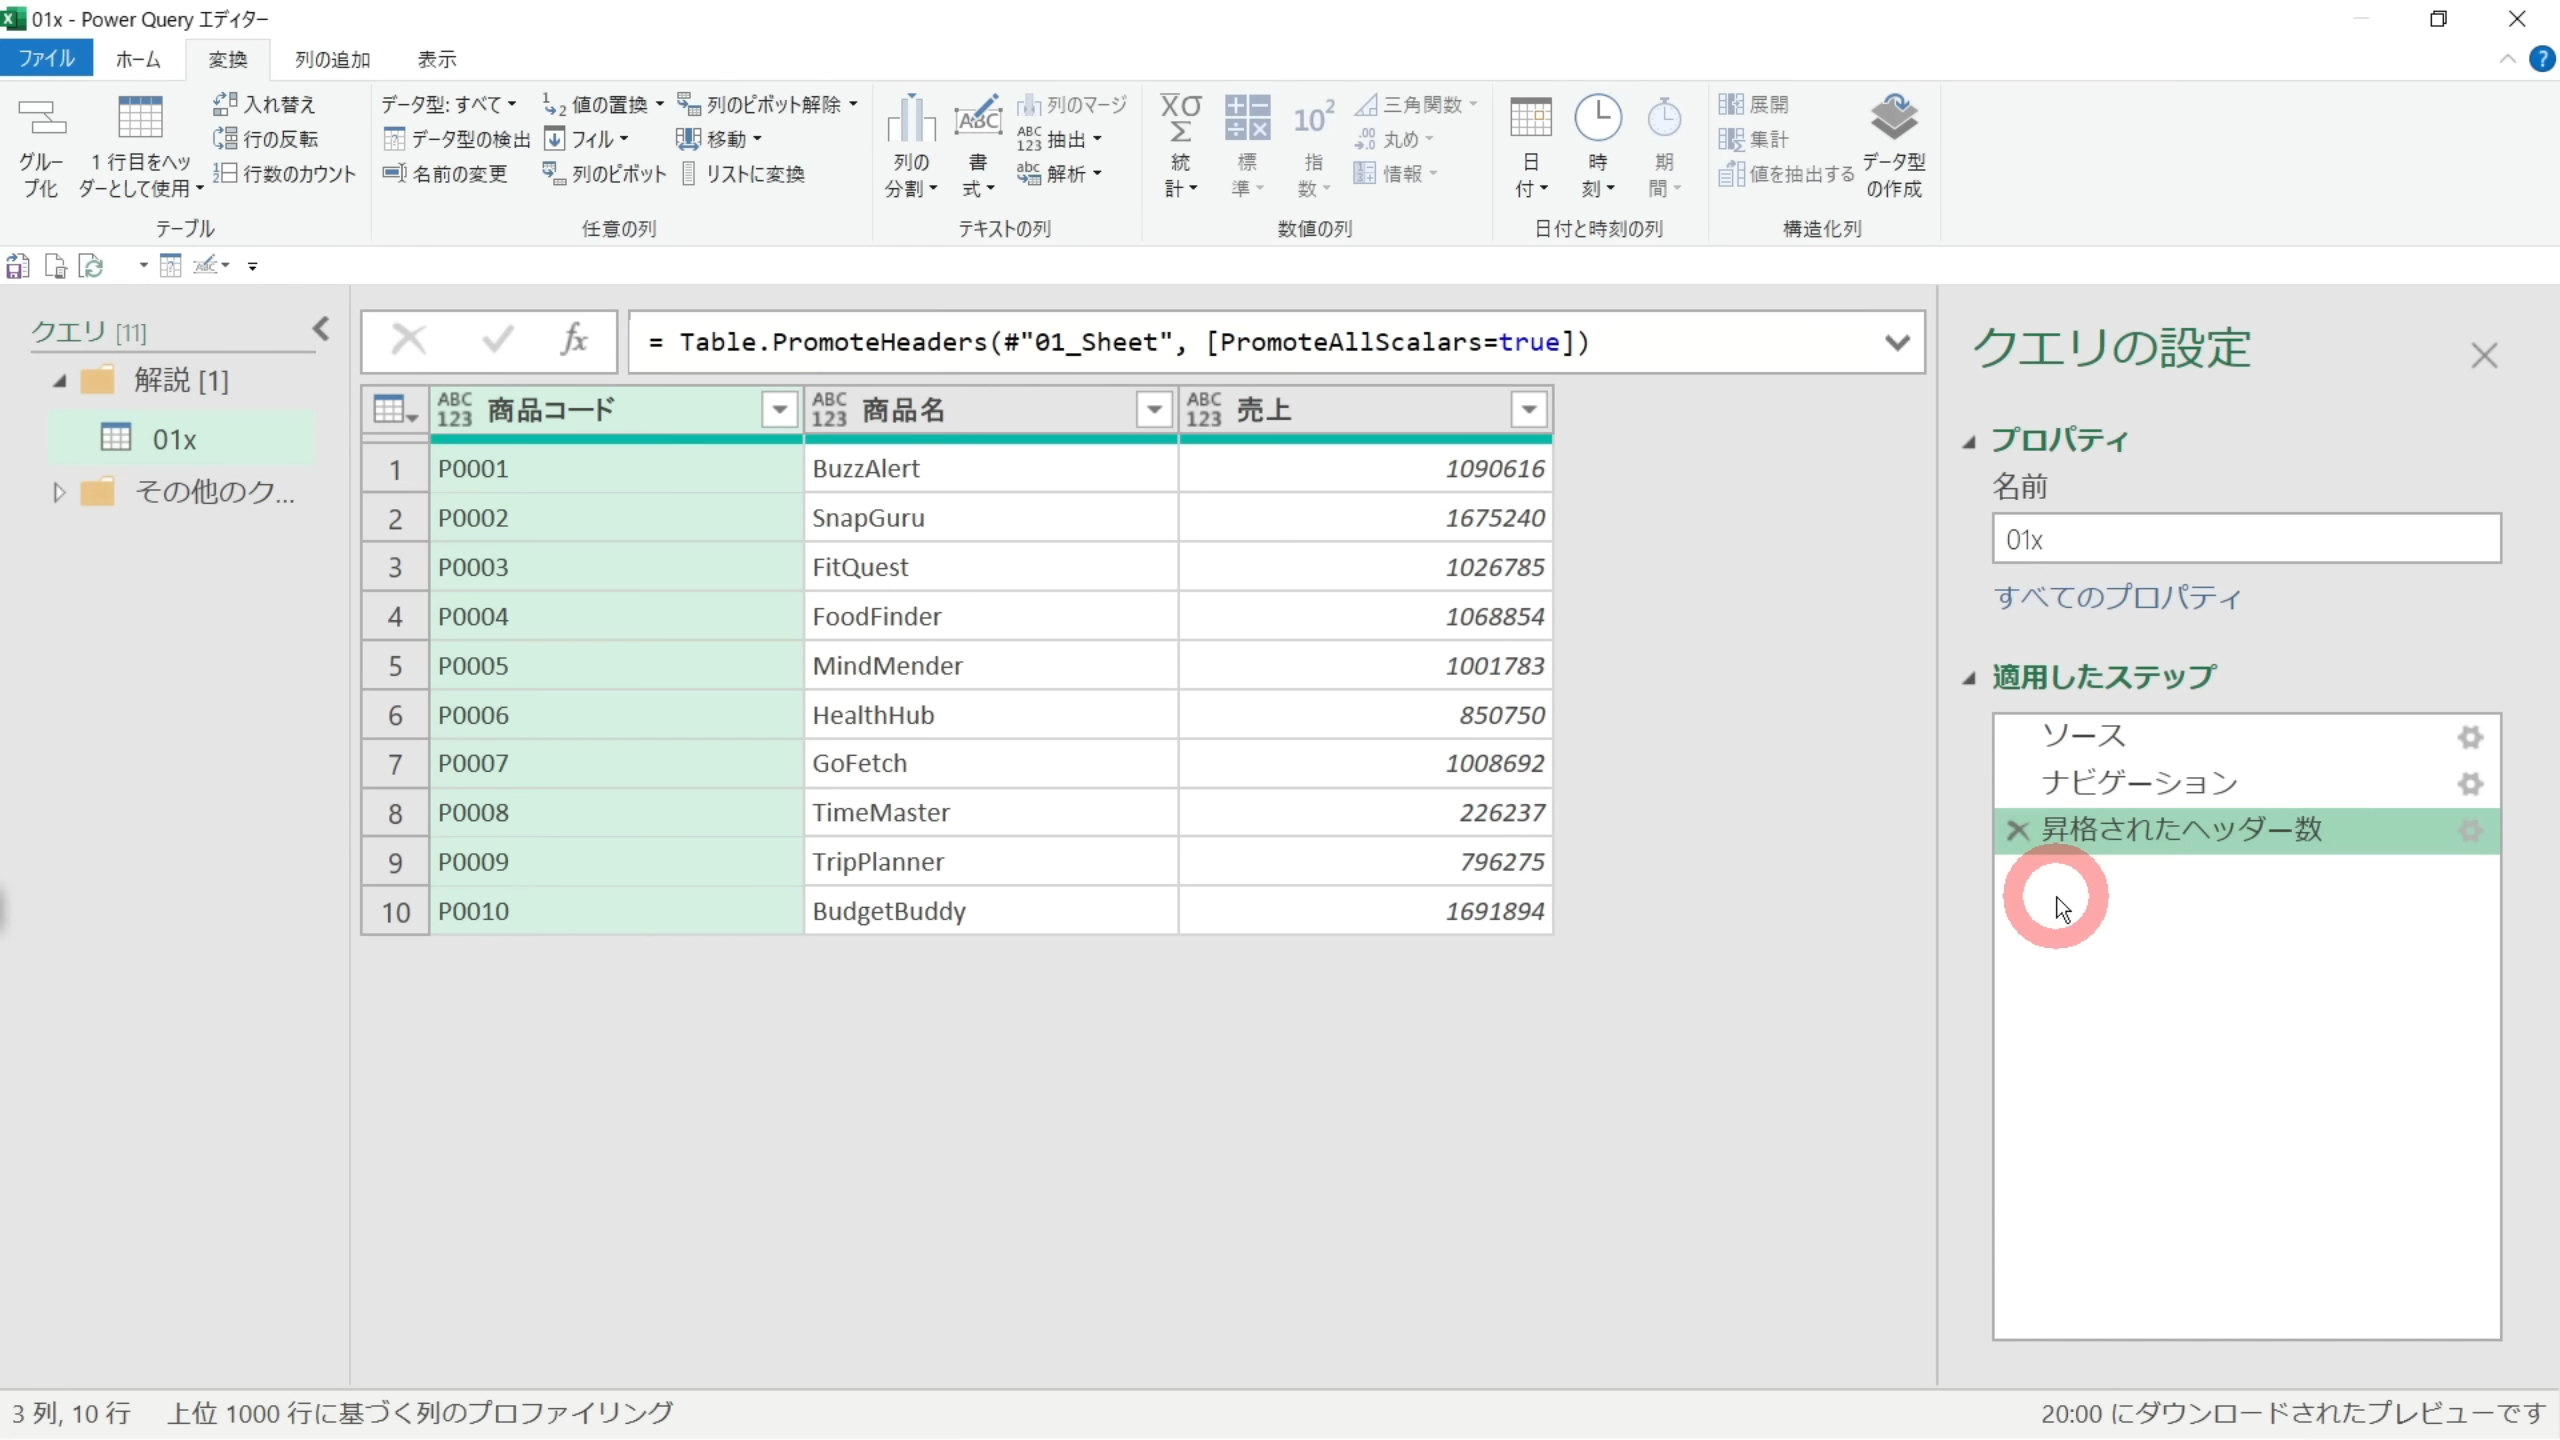 01x - Power Query エディター
ファイル ホーム 変換 列の追加 表示
グループ化
1 行目をヘッダーとして使用
入れ替え
行の反転
行数のカウント
テーブル
データ型: すべて
データ型の検出
名前の変更
値の置換
フィル
列のピボット
列のピボット解除
移動
リストに変換
任意の列
列の分割
書式
列のマージ
抽出
解析
テキストの列
統計
標準
指数
三角関数
丸め
情報
数値の列
日付
時刻
期間
日付と時刻の列
展開
集計
値を抽出する
データ型の作成
構造化列
クエリ [11]
解説 [1]
01x
その他のク...
= Table.PromoteHeaders(#"01_Sheet", [PromoteAllScalars=true])
ABC 123 商品コード ABC 123 商品名 ABC 123 売上
1 P0001 BuzzAlert 1090616
2 P0002 SnapGuru 1675240
3 P0003 FitQuest 1026785
4 P0004 FoodFinder 1068854
5 P0005 MindMender 1001783
6 P0006 HealthHub 850750
7 P0007 GoFetch 1008692
8 P0008 TimeMaster 226237
9 P0009 TripPlanner 796275
10 P0010 BudgetBuddy 1691894
クエリの設定
プロパティ
名前
01x
すべてのプロパティ
適用したステップ
ソース
ナビゲーション
昇格されたヘッダー数
3 列, 10 行 上位 1000 行に基づく列のプロファイリング
20:00 にダウンロードされたプレビューです